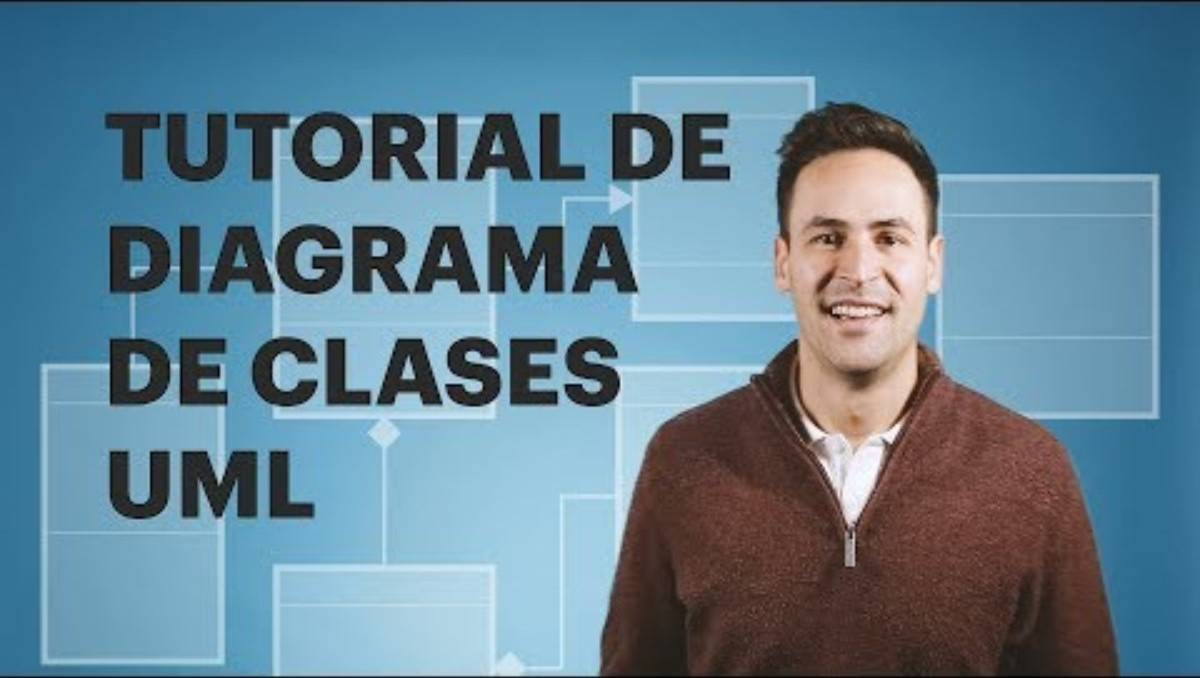 TUTORIAL DE
DIAGRAMA
DE CLASES
UML